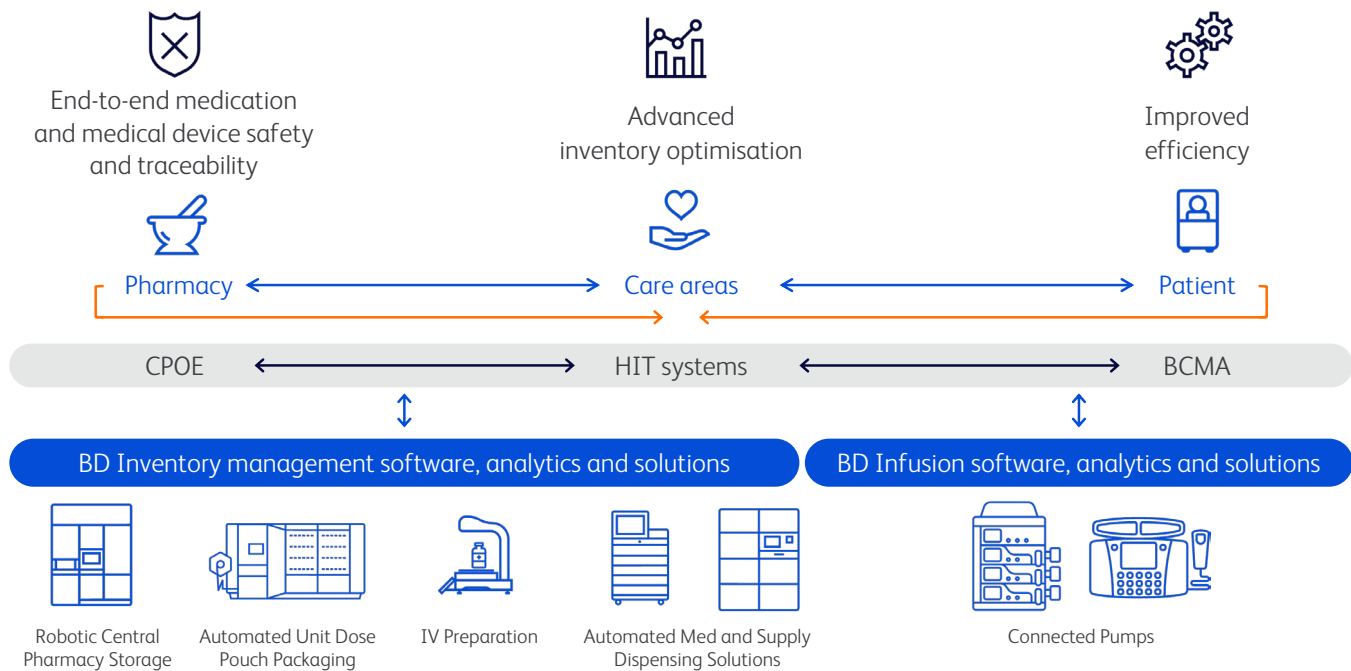 End-to-end medication
and medical device safety
and traceability
Advanced
inventory optimisation
Improved
efficiency
Pharmacy
Care areas
Patient
CPOE
HIT systems
BCMA
BD Inventory management software, analytics and solutions
BD Infusion software, analytics and solutions
Robotic Central
Pharmacy Storage
Automated Unit Dose
Pouch Packaging
IV Preparation
Automated Med and Supply
Dispensing Solutions
Connected Pumps